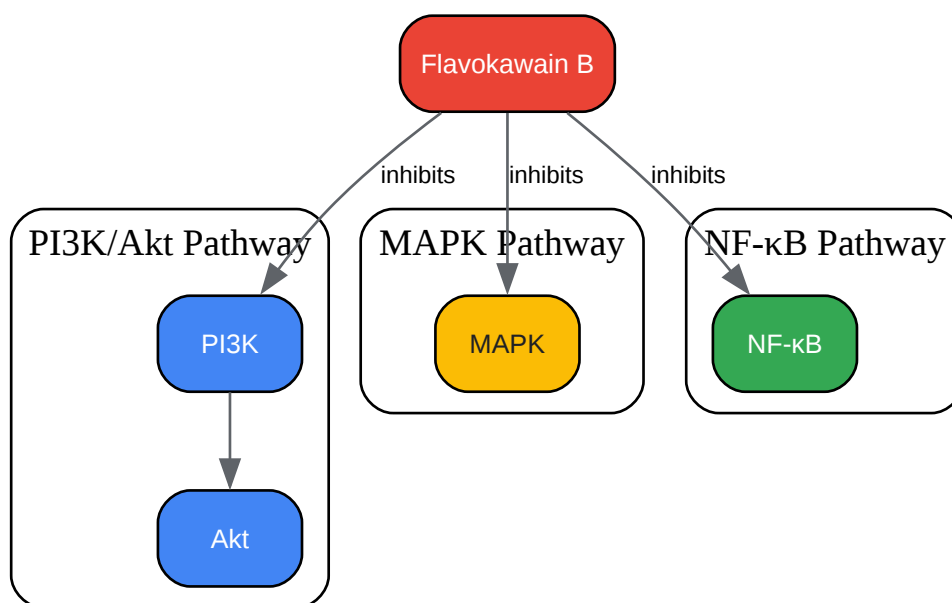 Flavokawain B
inhibits
inhibits
inhibits
PI3K/Akt Pathway
MAPK Pathway
NF-κB Pathway
PI3K
MAPK
NF-κB
Akt